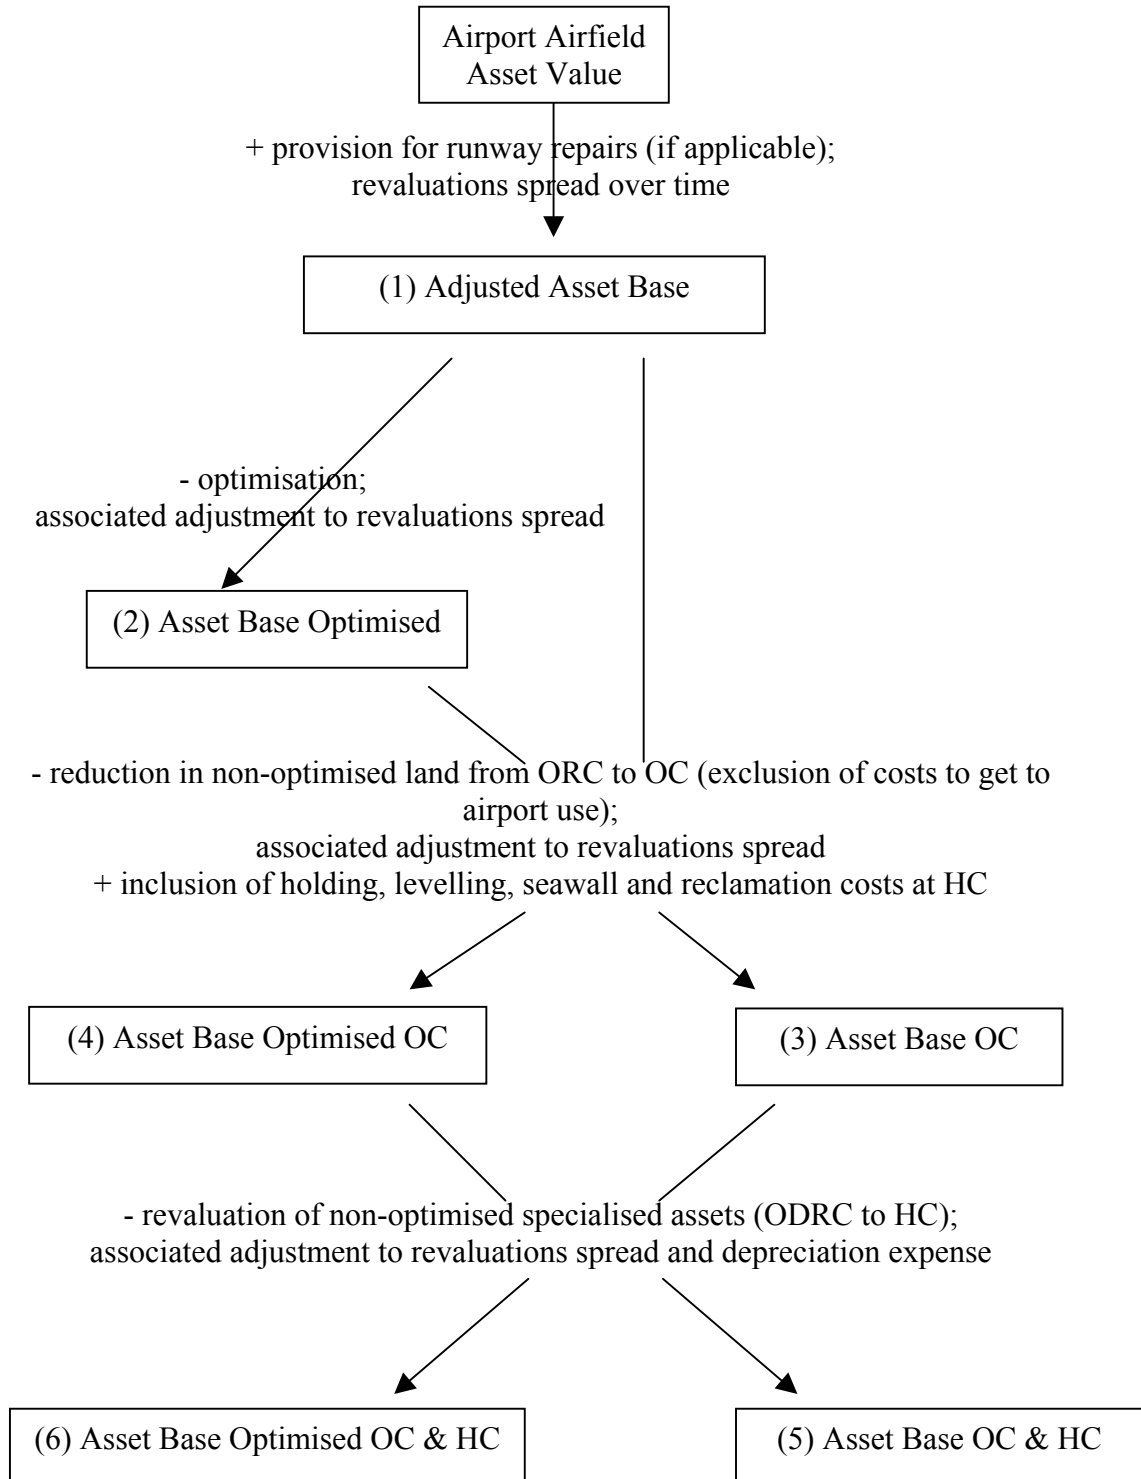 Airport Airfield
Asset Value
+ provision for runway repairs (if applicable);
revaluations spread over time
(1) Adjusted Asset Base
- optimisation;
associated adjustment to revaluations spread
(2) Asset Base Optimised
- reduction in non-optimised land from ORC to OC (exclusion of costs to get to
airport use);
associated adjustment to revaluations spread
+ inclusion of holding, levelling, seawall and reclamation costs at HC
(4) Asset Base Optimised OC
(3) Asset Base OC
- revaluation of non-optimised specialised assets (ODRC to HC);
associated adjustment to revaluations spread and depreciation expense
(6) Asset Base Optimised OC & HC
(5) Asset Base OC & HC